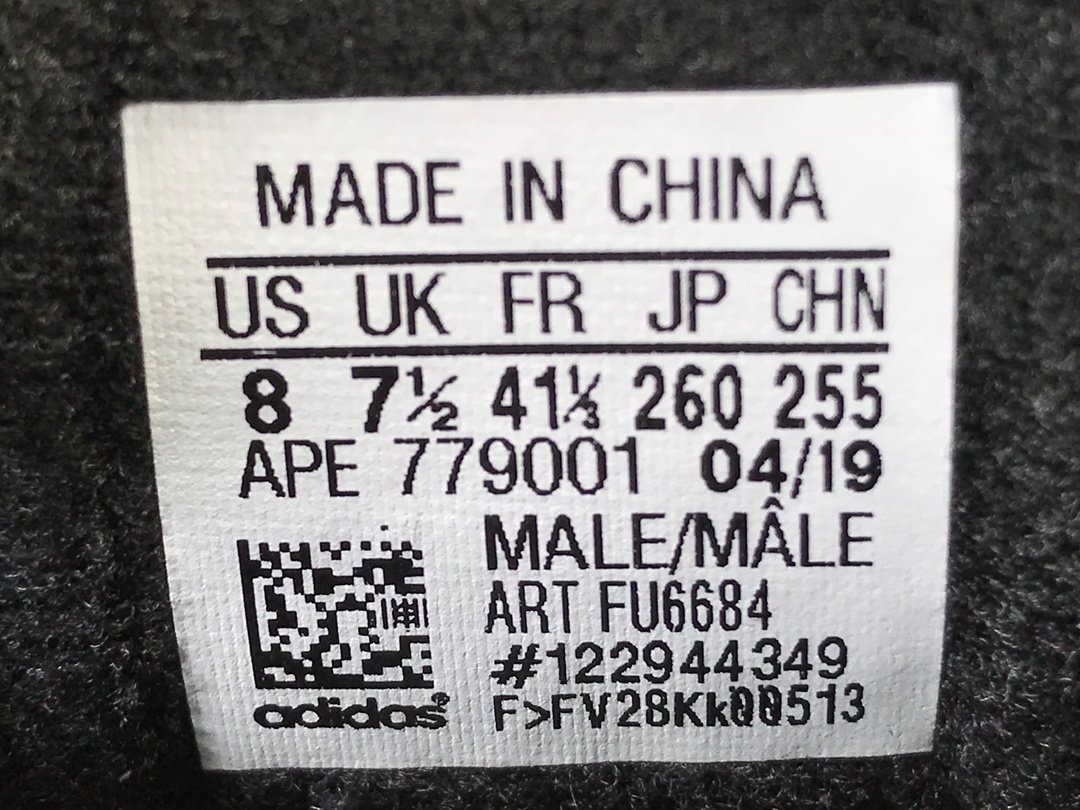 MADE IN CHINA
US UK FR JP CHN
8 7½ 41⅓ 260 255
APE 779001 04/19
MALE/MÂLE
ART FU6684
#122944349
adidas®